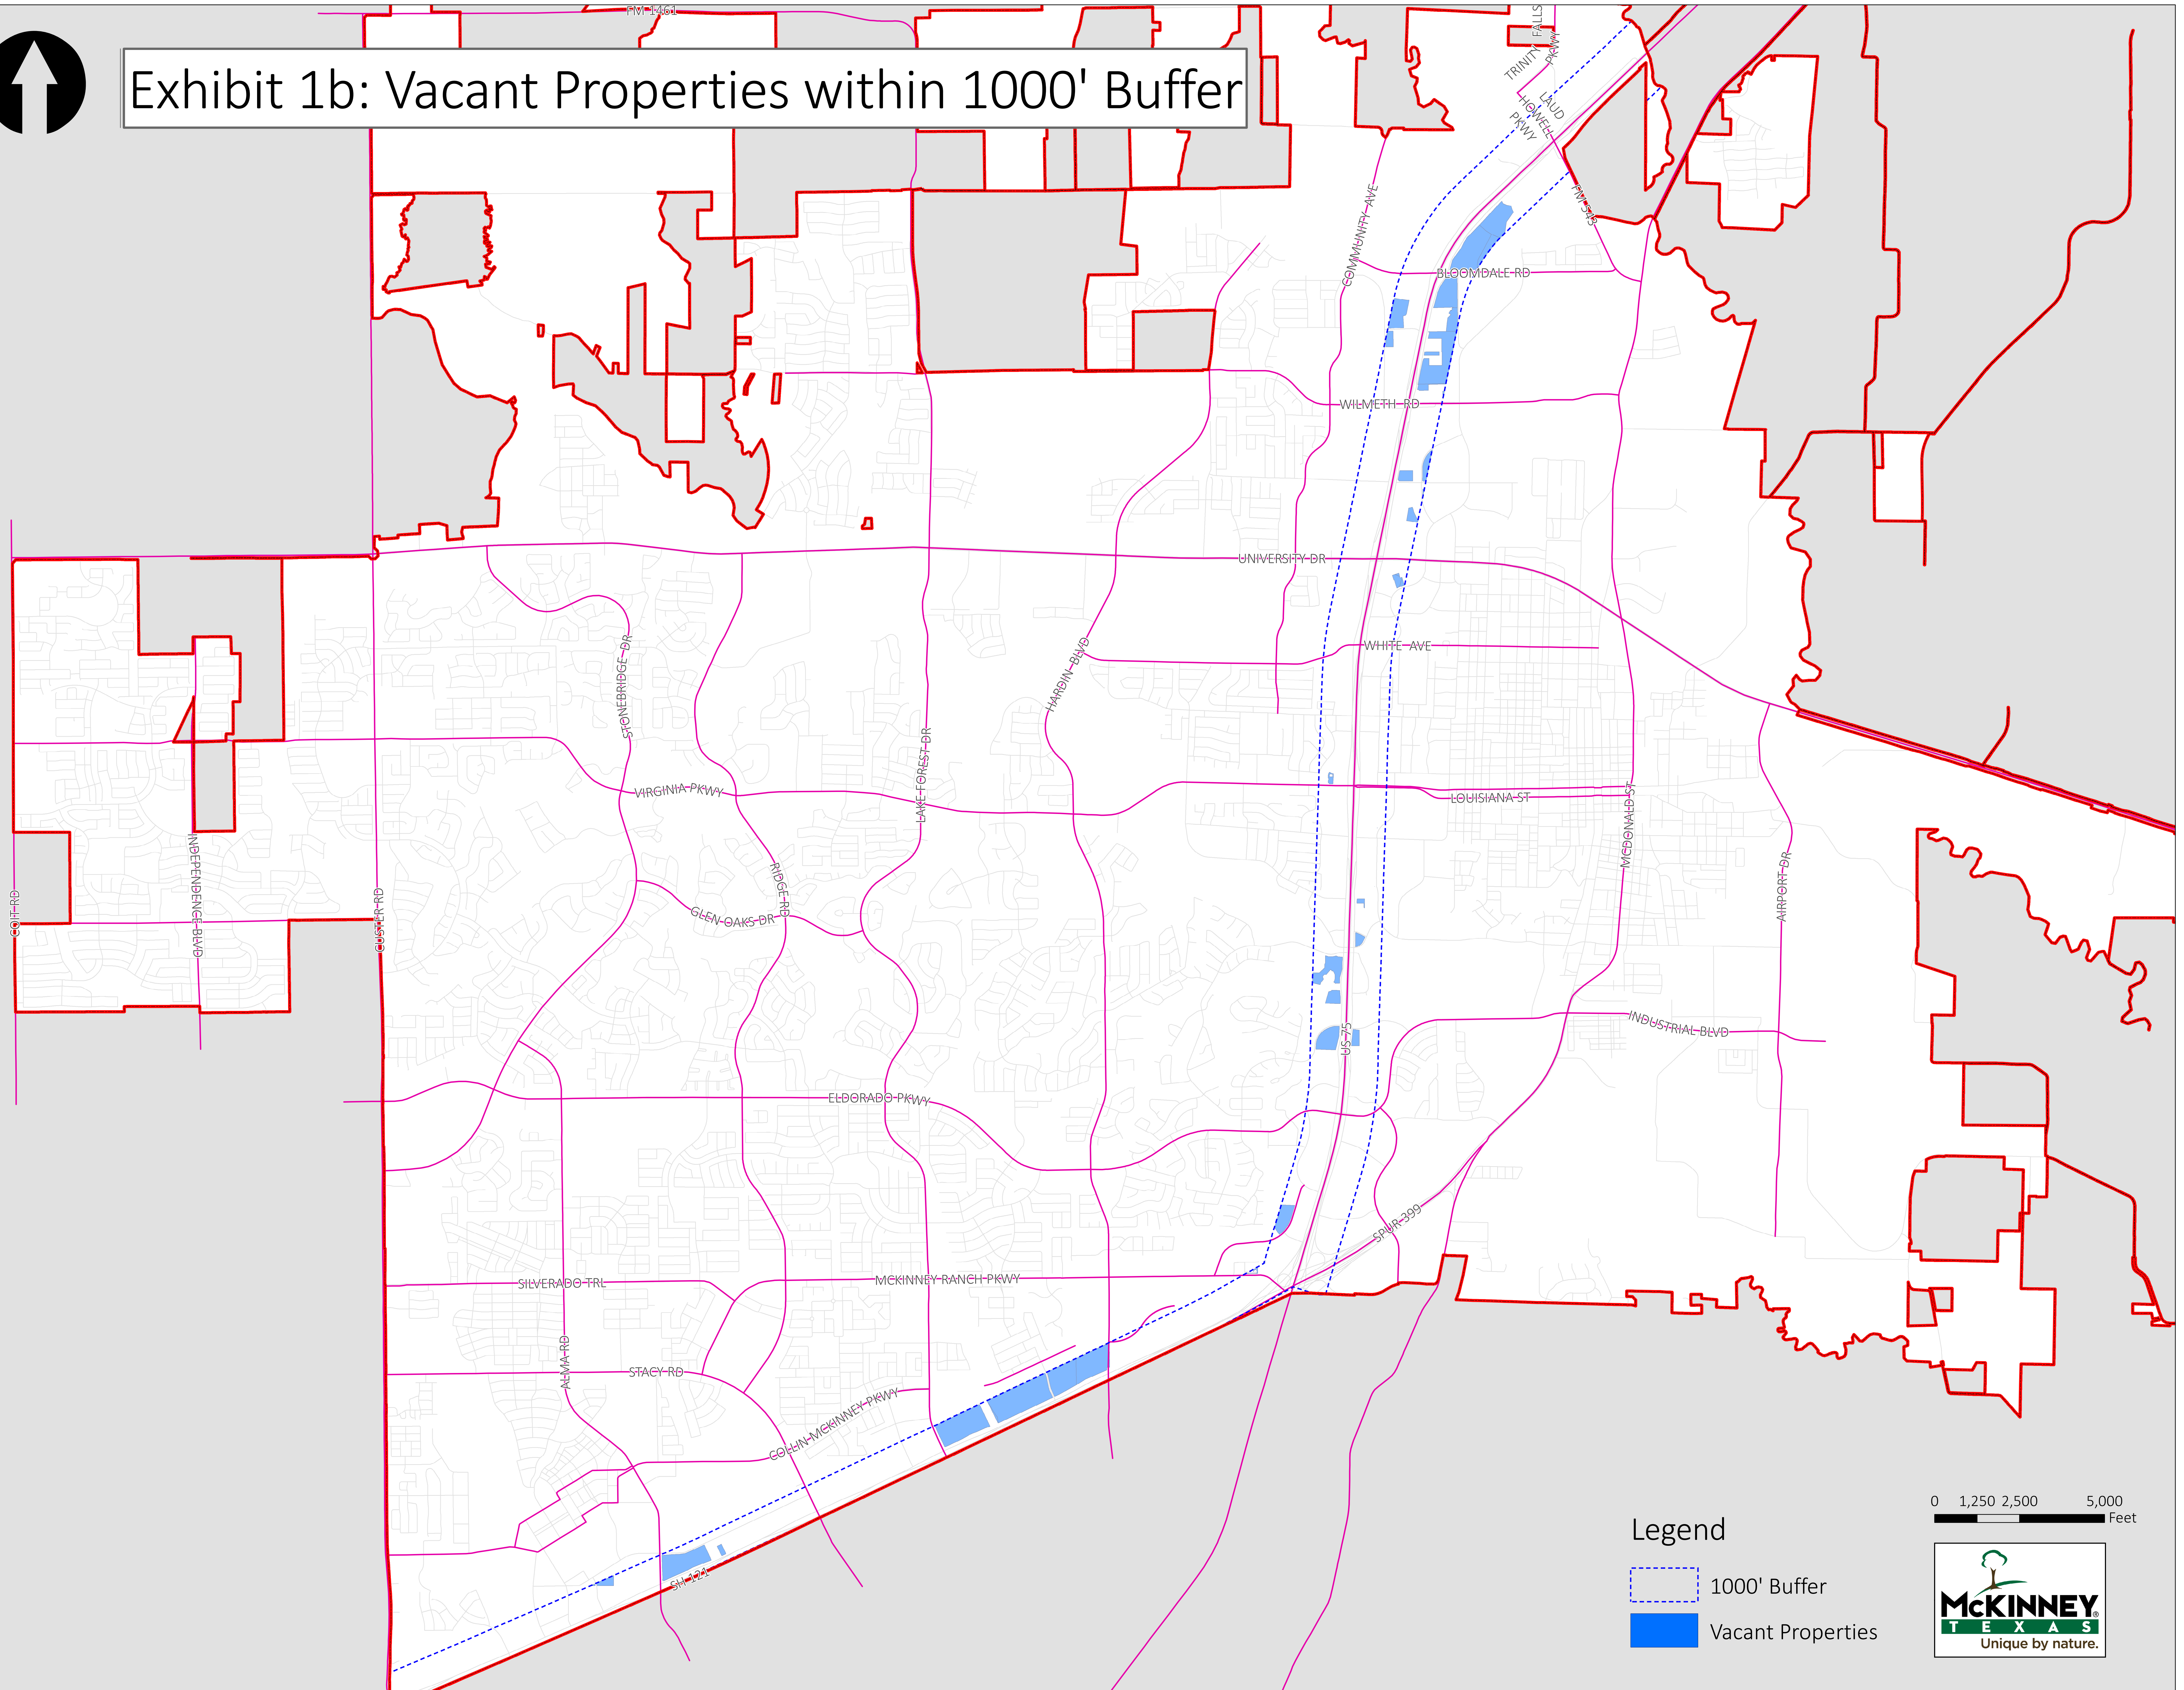 FM 1461
Exhibit 1b: Vacant Properties within 1000' Buffer
TRINITY FALLS
PKWY
LAUD
HOWELL
PKWY
FM 543
COMMUNITY AVE
BLOOMDALE RD
WILMETH RD
UNIVERSITY DR
WHITE AVE
STONEBRIDGE DR
HARDIN BLVD
LAKE FOREST DR
VIRGINIA PKWY
LOUISIANA ST
MCDONALD ST
RIDGE RD
GLEN OAKS DR
COIT RD
INDEPENDENCE BLVD
CUSTER RD
AIRPORT DR
US 75
INDUSTRIAL BLVD
ELDORADO PKWY
SPUR 399
SILVERADO TRL
MCKINNEY RANCH PKWY
ALMA RD
STACY RD
COLLIN MCKINNEY PKWY
SH 121
0 1,250 2,500 5,000
Feet
Legend
1000' Buffer
Vacant Properties
McKINNEY®
TEXAS
Unique by nature.